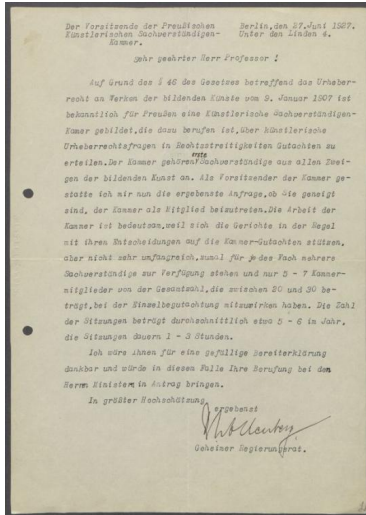 Der Vorsitzende der Preußischen Berlin, den 27. Juni 1927.
Künstlerischen Sachverständigen- Unter den Linden 4.
Kammer.
Sehr geehrter Herr Professor !
Auf Grund des § 46 des Gesetzes betreffend das Urheber-
recht an Werken der bildenden Künste vom 9. Januar 1907 ist
bekanntlich für Preußen eine Künstlerische Sachverständigen-
Kamer gebildet, die dazu berufen ist, über künstlerische
Urheberrechtsfragen in Rechtsstreitigkeiten Gutachten zu
erteilen. Der Kammer gehören erste Sachverständige aus allen Zwei-
gen der bildenden Kunst an. Als Vorsitzender der Kammer ge-
statte ich mir nun die ergebenste Anfrage, ob Sie geneigt
sind, der Kammer als Mitglied beizutreten. Die Arbeit der
Kammer ist bedeutsam, weil sich die Gerichte in der Regel
mit ihren Entscheidungen auf die Kammer-Gutachten stützen,
aber nicht sehr umfangreich, zumal für jedes Fach mehrere
Sachverständige zur Verfügung stehen und nur 5 - 7 Kammer-
mitglieder von der Gesamtzahl, die zwischen 20 und 30 be-
trägt, bei der Einzelbegutachtung mitzuwirken haben. Die Zahl
der Sitzungen beträgt durchschnittlich etwa 5 - 6 im Jahr,
die Sitzungen dauern 1 - 3 Stunden.
Ich wäre Ihnen für eine gefällige Bereiterklärung
dankbar und würde in diesem Falle Ihre Berufung bei dem
Herrn Minister in Antrag bringen.
In größter Hochschätzung
ergebenst
Geheimer Regierungsrat.